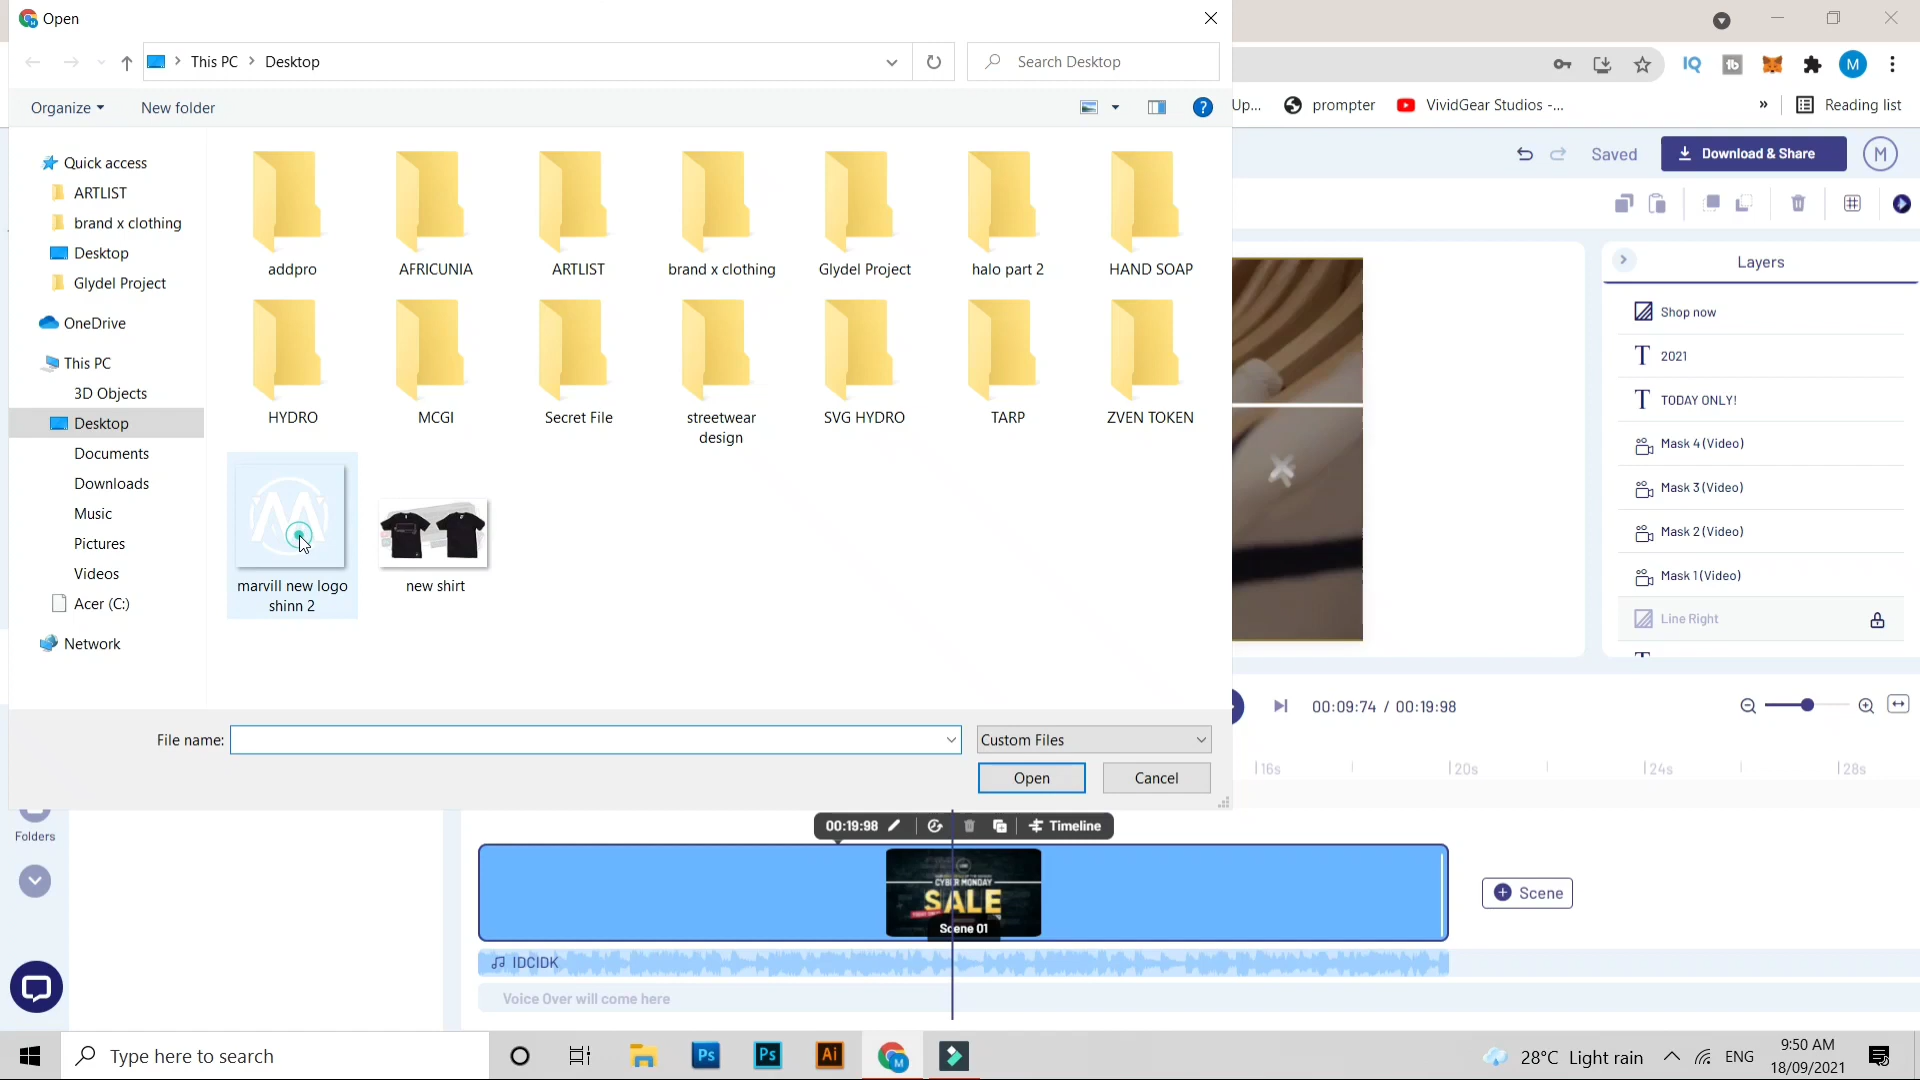 Open
This PC
Desktop
Search Desktop
Organize
New folder
Up...
prompter
VividGear Studios -...
»
Reading list
Saved
Download & Share
M
Quick access
ARTLIST
brand x clothing
Desktop
Glydel Project
OneDrive
This PC
3D Objects
Desktop
Documents
Downloads
Music
Pictures
Videos
Acer (C:)
Network
addpro
AFRICUNIA
ARTLIST
brand x clothing
Glydel Project
halo part 2
HAND SOAP
HYDRO
MCGI
Secret File
streetwear
design
SVG HYDRO
TARP
ZVEN TOKEN
marvill new logo
shinn 2
new shirt
File name:
Custom Files
Open
Cancel
Layers
Shop now
2021
TODAY ONLY!
Mask 4 (Video)
Mask 3 (Video)
Mask 2 (Video)
Mask 1 (Video)
Line Right
00:09:74 / 00:19:98
16s
20s
24s
28s
Folders
00:19:98
Timeline
CYBER MONDAY
SALE
Scene 01
Scene
IDCIDK
Voice Over will come here
Type here to search
28°C Light rain
ENG
9:50 AM
18/09/2021